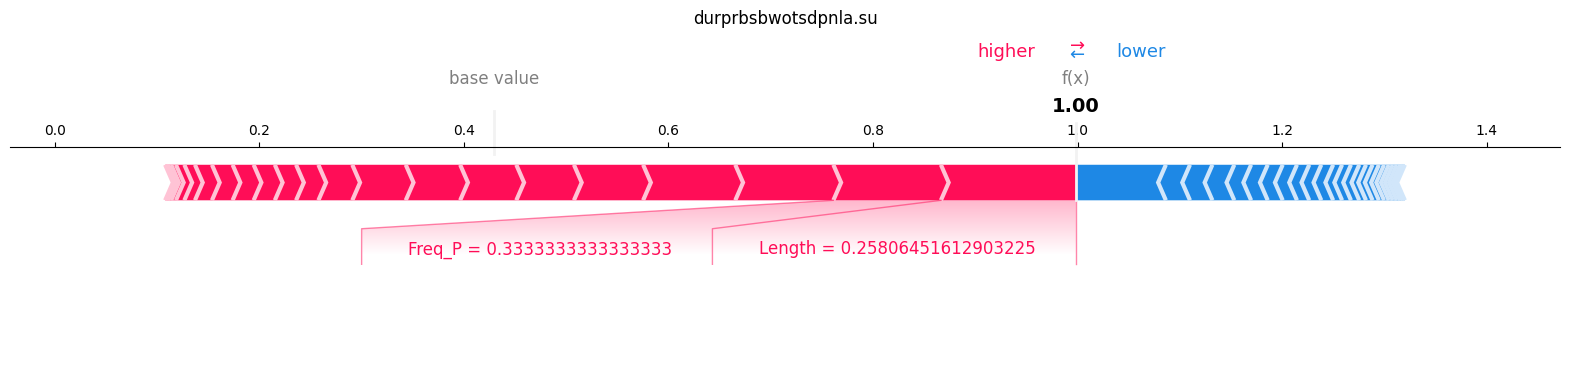 durprbsbwotsdpnla.su
higher → ← lower
base value f(x)
1.00
0.0 0.2 0.4 0.6 0.8 1.0 1.2 1.4
Freq_P = 0.3333333333333333 Length = 0.25806451612903225